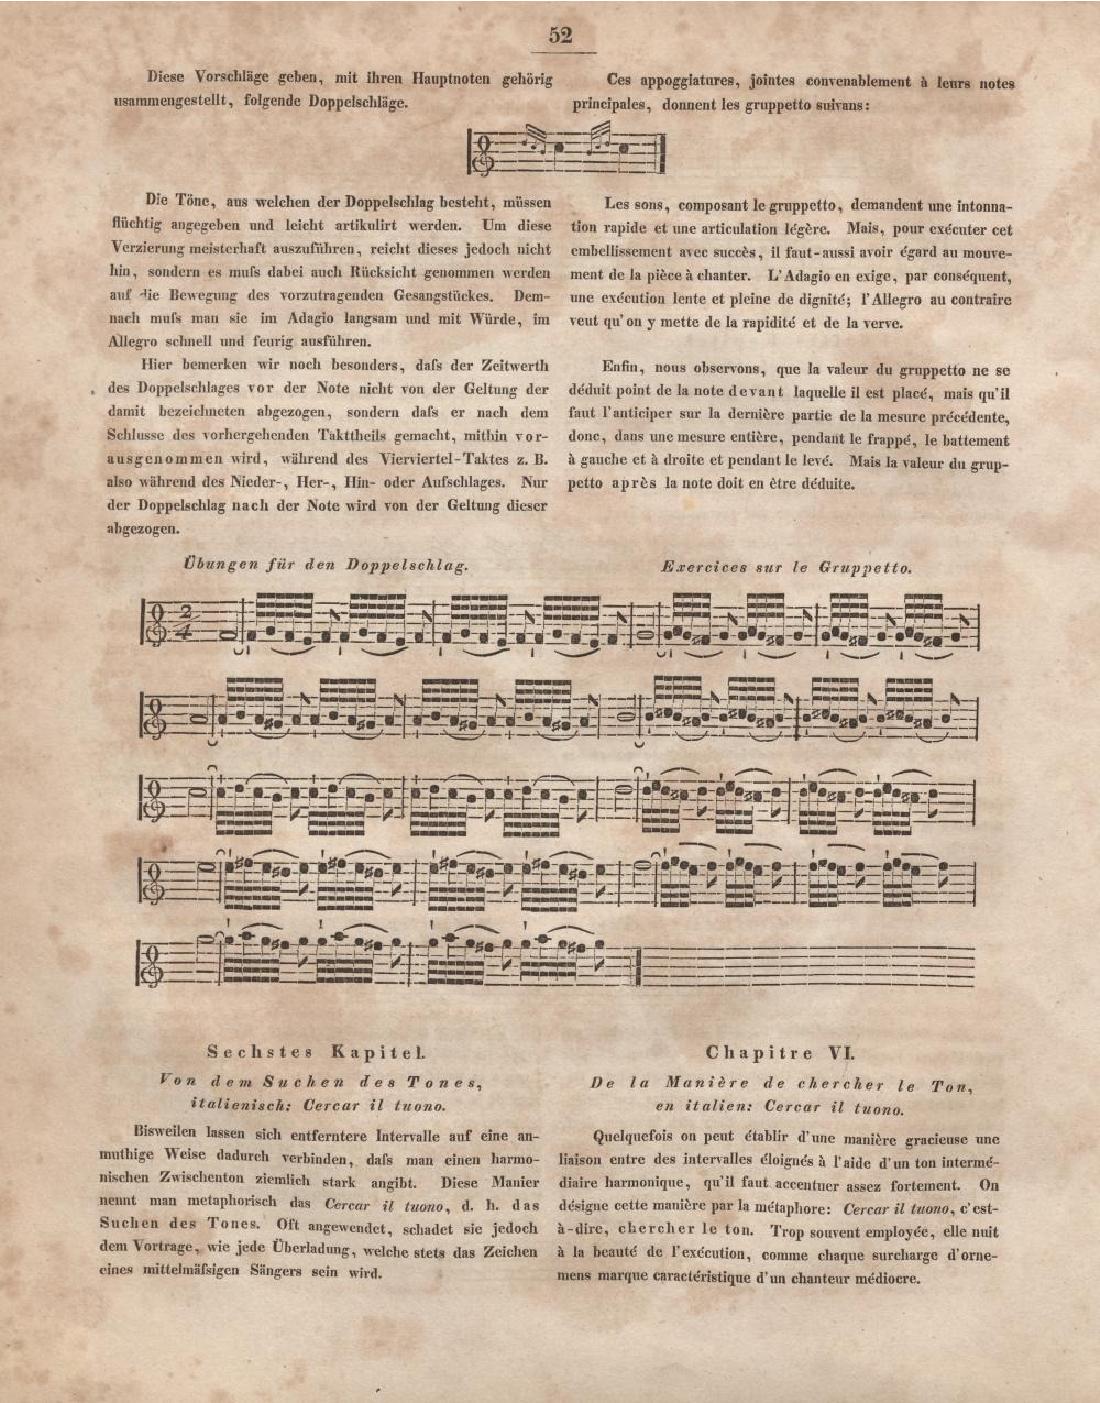 52
Diese Vorschläge geben, mit ihren Hauptnoten gehörig
usammengestellt, folgende Doppelschläge.
Ces appoggiatures, jointes convenablement à leurs notes
principales, donnent les gruppetto suivans:
Die Töne, aus welchen der Doppelschlag besteht, müssen
flüchtig angegeben und leicht artikulirt werden. Um diese
Verzierung meisterhaft auszuführen, reicht dieses jedoch nicht
hin, sondern es muſs dabei auch Rücksicht genommen werden
auf die Bewegung des vorzutragenden Gesangstückes. Dem-
nach muſs man sie im Adagio langsam und mit Würde, im
Allegro schnell und feurig ausführen.
Hier bemerken wir noch besonders, daſs der Zeitwerth
des Doppelschlages vor der Note nicht von der Geltung der
damit bezeichneten abgezogen, sondern daſs er nach dem
Schlusse des vorhergehenden Takttheils gemacht, mithin vor-
ausgenommen wird, während des Vierviertel-Taktes z. B.
also während des Nieder-, Her-, Hin- oder Aufschlages. Nur
der Doppelschlag nach der Note wird von der Geltung dieser
abgezogen.
Les sons, composant le gruppetto, demandent une intonna-
tion rapide et une articulation légère. Mais, pour exécuter cet
embellissement avec succès, il faut-aussi avoir égard au mouve-
ment de la pièce à chanter. L'Adagio en exige, par conséquent,
une exécution lente et pleine de dignité; l'Allegro au contraire
veut qu'on y mette de la rapidité et de la verve.
Enfin, nous observons, que la valeur du gruppetto ne se
déduit point de la note devant laquelle il est placé, mais qu'il
faut l'anticiper sur la dernière partie de la mesure précédente,
donc, dans une mesure entière, pendant le frappé, le battement
à gauche et à droite et pendant le levé. Mais la valeur du grup-
petto après la note doit en être déduite.
Übungen für den Doppelschlag.
Exercices sur le Gruppetto.
2
4
Sechstes Kapitel.
Von dem Suchen des Tones,
italienisch: Cercar il tuono.
Bisweilen lassen sich entferntere Intervalle auf eine an-
muthige Weise dadurch verbinden, daſs man einen harmo-
nischen Zwischenton ziemlich stark angibt. Diese Manier
nennt man metaphorisch das Cercar il tuono, d. h. das
Suchen des Tones. Oft angewendet, schadet sie jedoch
dem Vortrage, wie jede Überladung, welche stets das Zeichen
eines mittelmäſsigen Sängers sein wird.
Chapitre VI.
De la Manière de chercher le Ton,
en italien: Cercar il tuono.
Quelquefois on peut établir d'une manière gracieuse une
liaison entre des intervalles éloignés à l'aide d'un ton intermé-
diaire harmonique, qu'il faut accentuer assez fortement. On
désigne cette manière par la métaphore: Cercar il tuono, c'est-
à-dire, chercher le ton. Trop souvent employée, elle nuit
à la beauté de l'exécution, comme chaque surcharge d'orne-
mens marque caractéristique d'un chanteur médiocre.